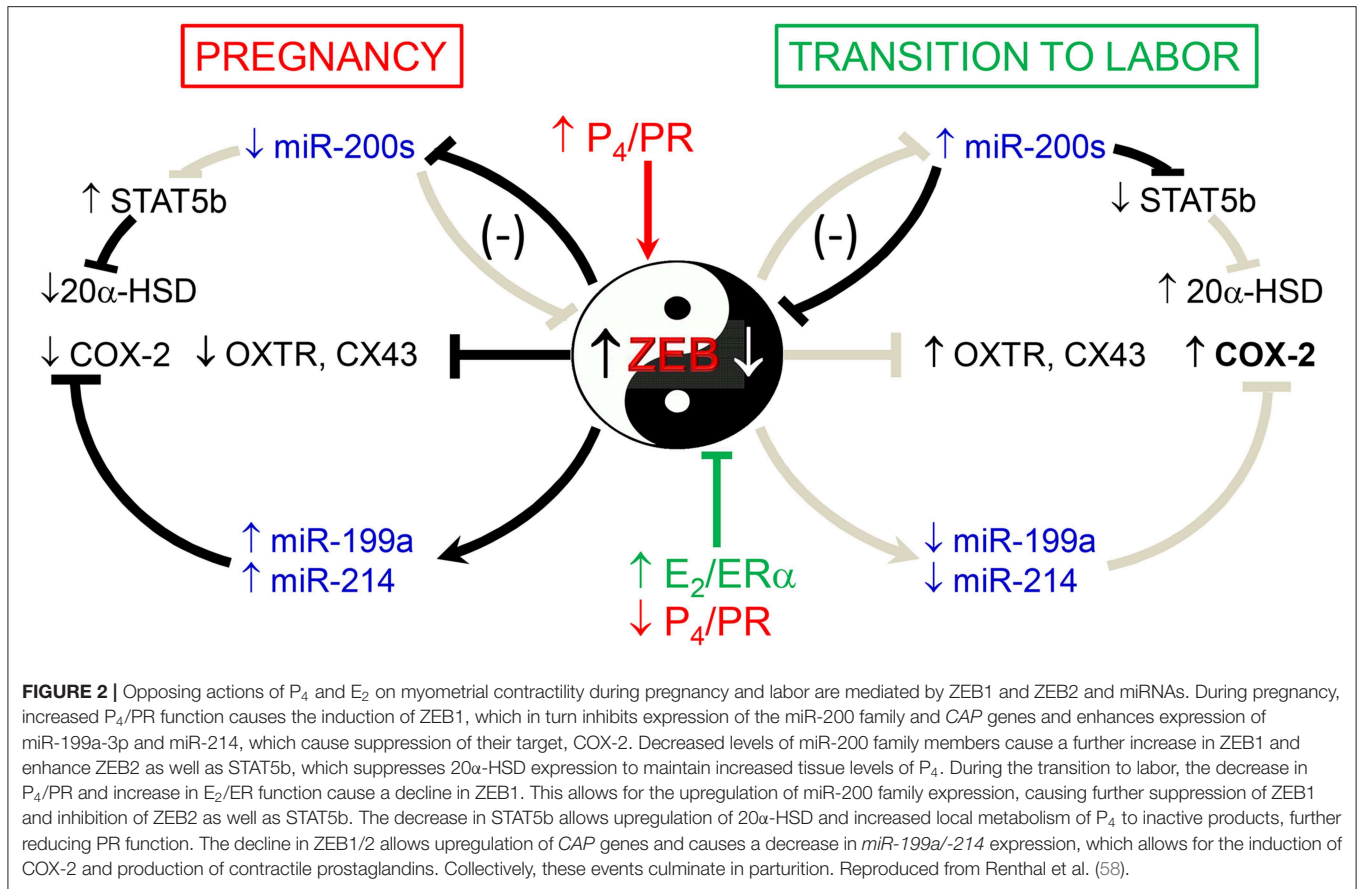 PREGNANCY
TRANSITION TO LABOR
↓ miR-200s
↑ P₄/PR
↑ miR-200s
↑ STAT5b
(-)
(-)
↓ STAT5b
↓20α-HSD
↑ 20α-HSD
↓ COX-2 ↓ OXTR, CX43
↑ ZEB ↓
↑ OXTR, CX43 ↑ COX-2
↑ miR-199a
↑ miR-214
↑ E₂/ERα
↓ P₄/PR
↓ miR-199a
↓ miR-214
FIGURE 2 | Opposing actions of P₄ and E₂ on myometrial contractility during pregnancy and labor are mediated by ZEB1 and ZEB2 and miRNAs. During pregnancy,
increased P₄/PR function causes the induction of ZEB1, which in turn inhibits expression of the miR-200 family and CAP genes and enhances expression of
miR-199a-3p and miR-214, which cause suppression of their target, COX-2. Decreased levels of miR-200 family members cause a further increase in ZEB1 and
enhance ZEB2 as well as STAT5b, which suppresses 20α-HSD expression to maintain increased tissue levels of P₄. During the transition to labor, the decrease in
P₄/PR and increase in E₂/ER function cause a decline in ZEB1. This allows for the upregulation of miR-200 family expression, causing further suppression of ZEB1
and inhibition of ZEB2 as well as STAT5b. The decrease in STAT5b allows upregulation of 20α-HSD and increased local metabolism of P₄ to inactive products, further
reducing PR function. The decline in ZEB1/2 allows upregulation of CAP genes and causes a decrease in miR-199a/-214 expression, which allows for the induction of
COX-2 and production of contractile prostaglandins. Collectively, these events culminate in parturition. Reproduced from Renthal et al. (58).